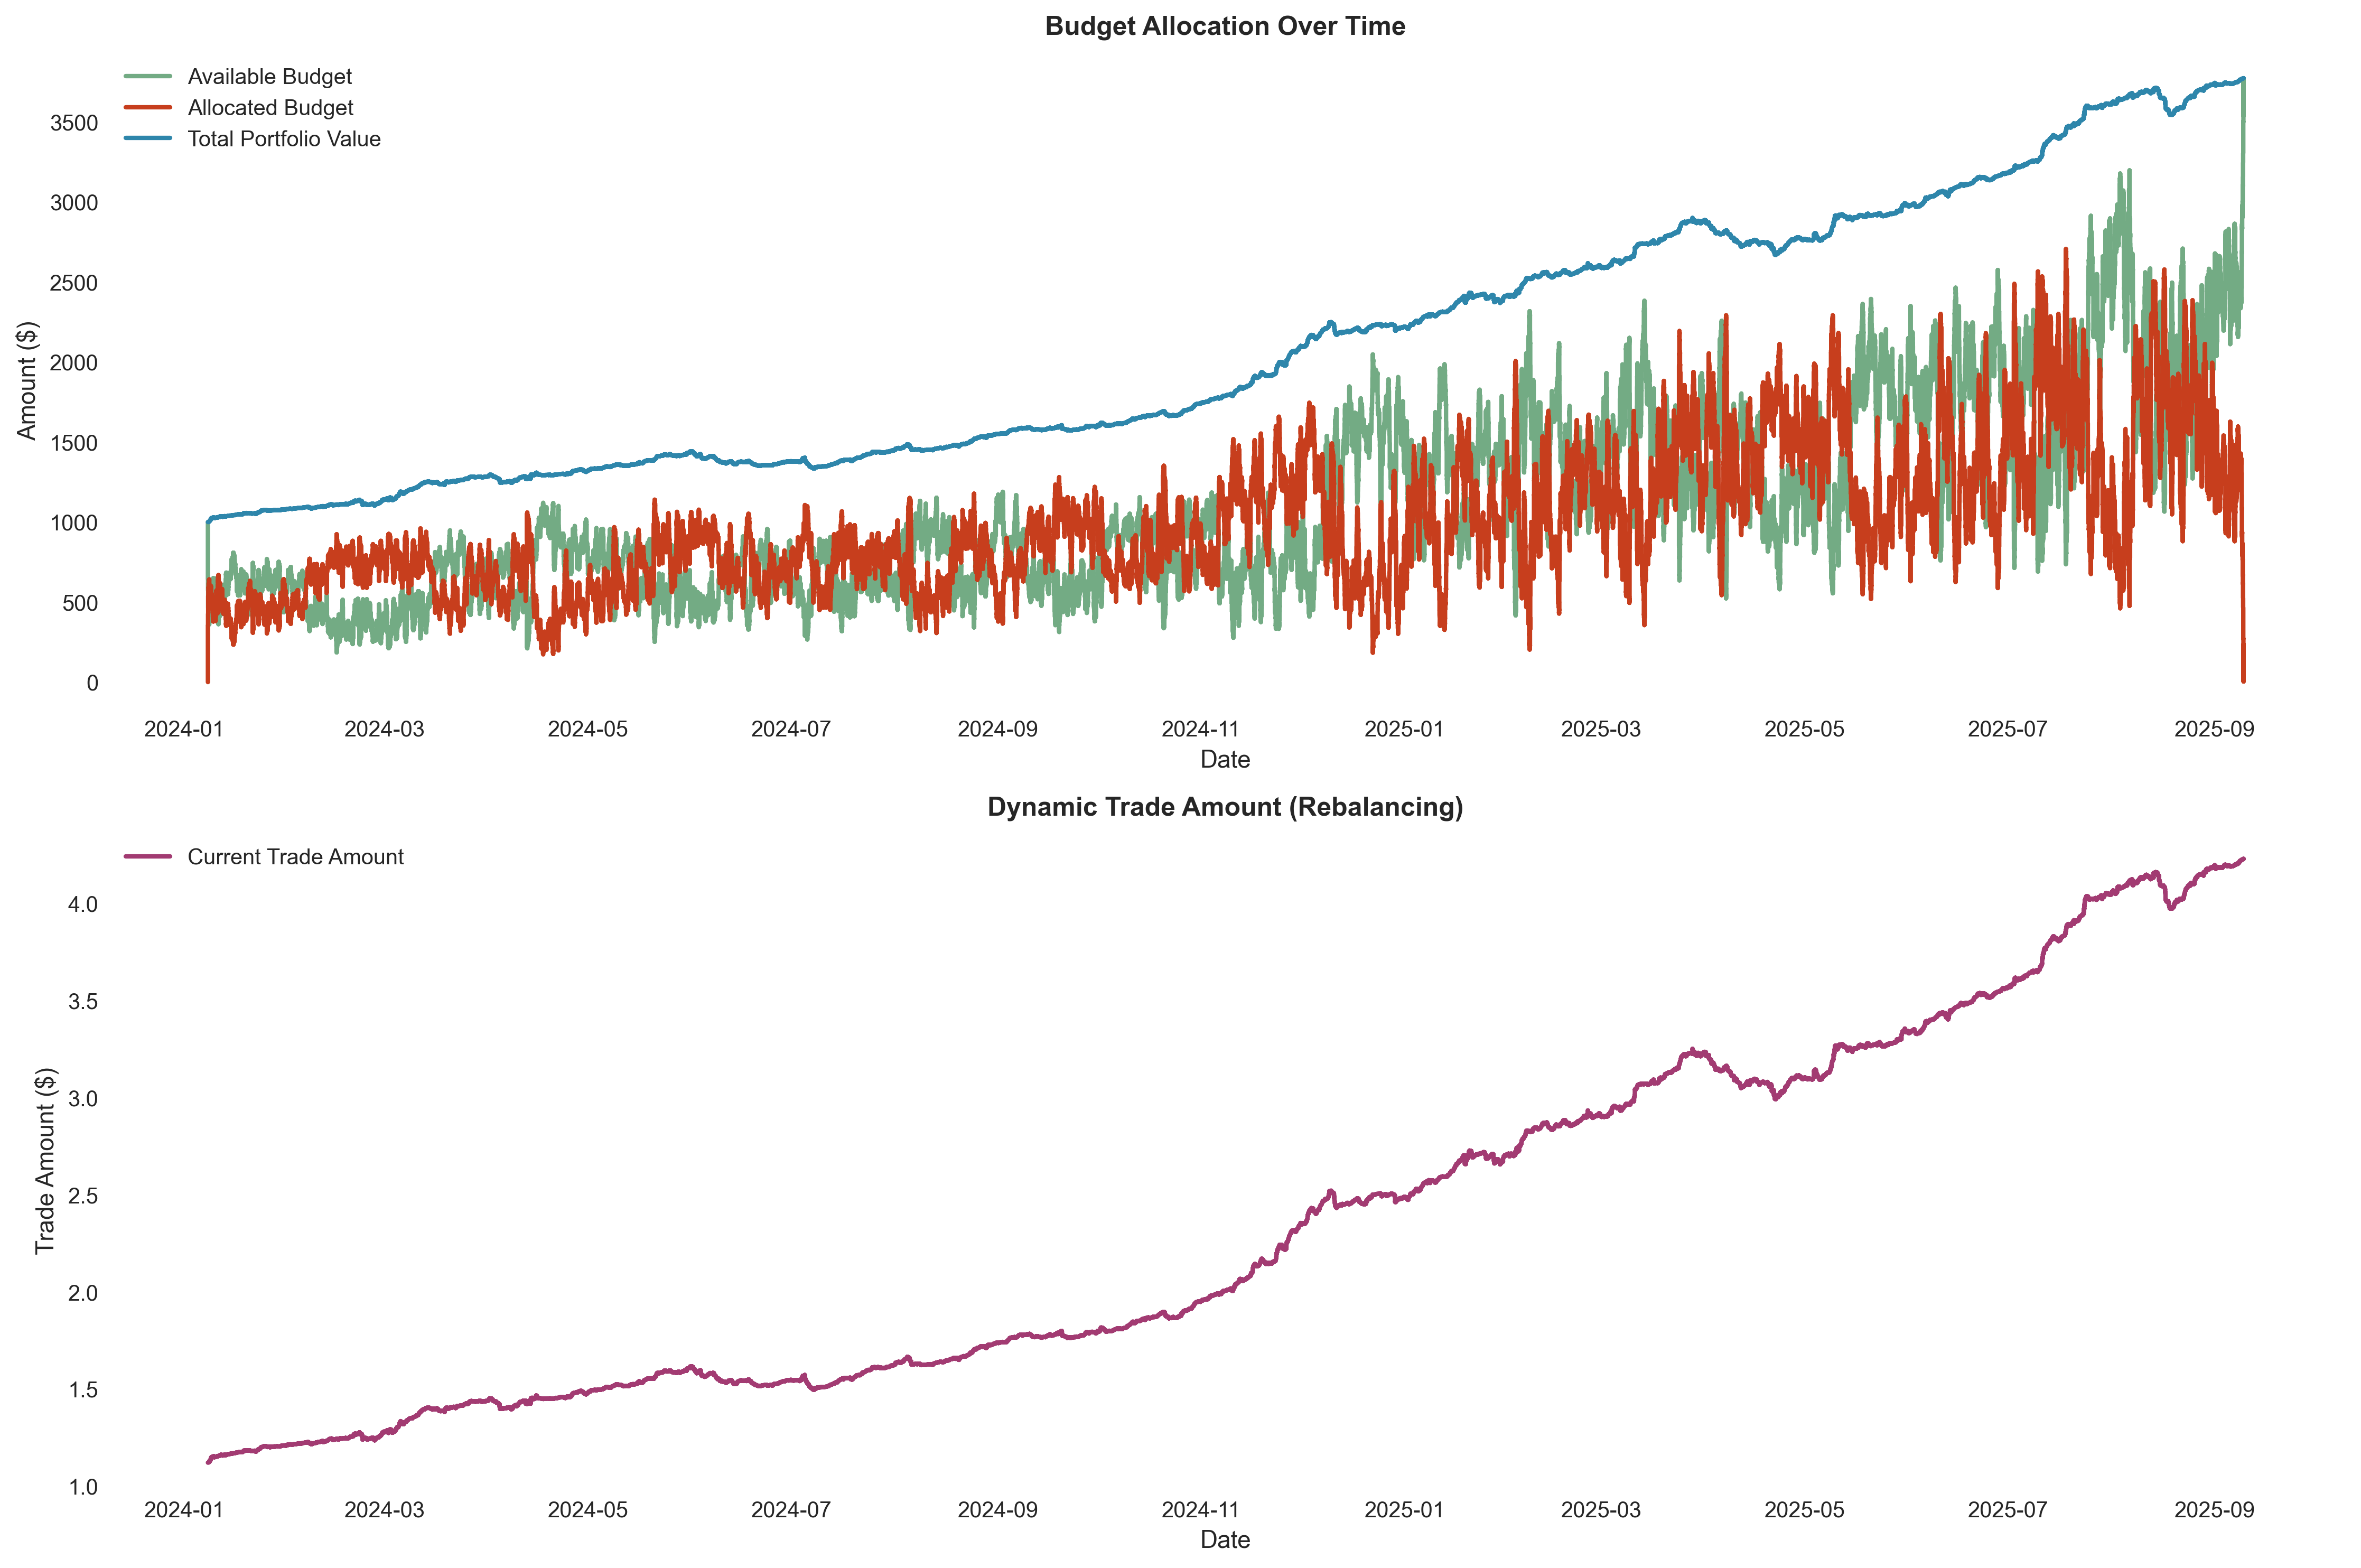 Budget Allocation Over Time
Available Budget
Allocated Budget
Total Portfolio Value
3500
3000
2500
2000
1500
1000
500
0
Amount ($)
2024-01 2024-03 2024-05 2024-07 2024-09 2024-11 2025-01 2025-03 2025-05 2025-07 2025-09
Date
Dynamic Trade Amount (Rebalancing)
Current Trade Amount
4.0
3.5
3.0
2.5
2.0
1.5
1.0
Trade Amount ($)
2024-01 2024-03 2024-05 2024-07 2024-09 2024-11 2025-01 2025-03 2025-05 2025-07 2025-09
Date